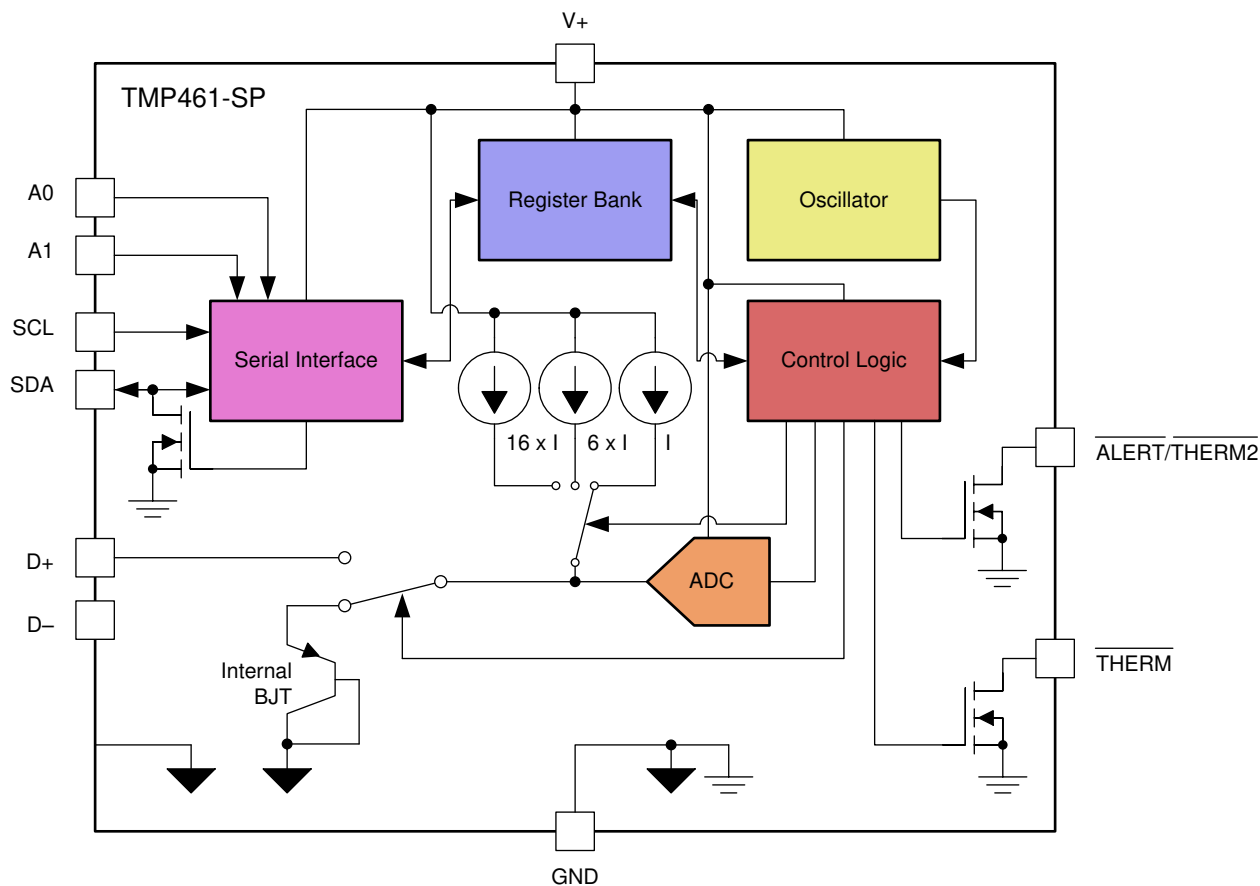 V+
TMP461-SP
A0
A1
SCL
SDA
D+
D–
Register Bank
Oscillator
Serial Interface
Control Logic
16 x I
6 x I
I
ADC
Internal
BJT
ALERT/THERM2
THERM
GND